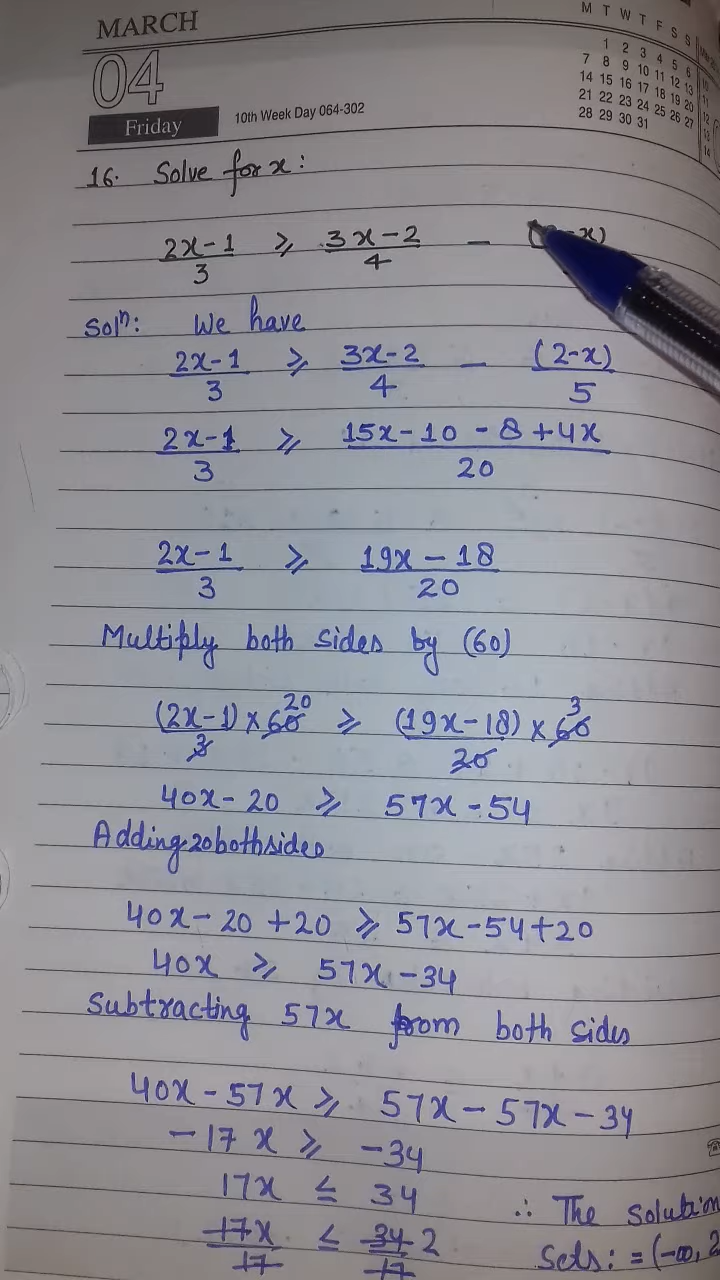 MARCH
M T W T F S S
1 2 3 4 5 6
7 8 9 10 11 12 13
14 15 16 17 18 19 20
21 22 23 24 25 26 27
28 29 30 31
04
Friday
10th Week Day 064-302
16. Solve for x:
(2x-1)/3 ⩾ (3x-2)/4 - x)
Solⁿ: We have
(2x-1)/3 ⩾ (3x-2)/4 - (2-x)/5
(2x-1)/3 ⩾ (15x-10-8+4x)/20
(2x-1)/3 ⩾ (19x-18)/20
Multiply both sides by (60)
(2x-1)×60/3 20 ⩾ (19x-18)×60/20 3
40x-20 ⩾ 57x-54
Adding 20 both sides
40x-20+20 ⩾ 57x-54+20
40x ⩾ 57x-34
Subtracting 57x from both sides
40x-57x ⩾ 57x-57x-34
-17x ⩾ -34
17x ≤ 34
∴ The solution
17x/17 ≤ 34/17 2
Sets: = (-∞, 2